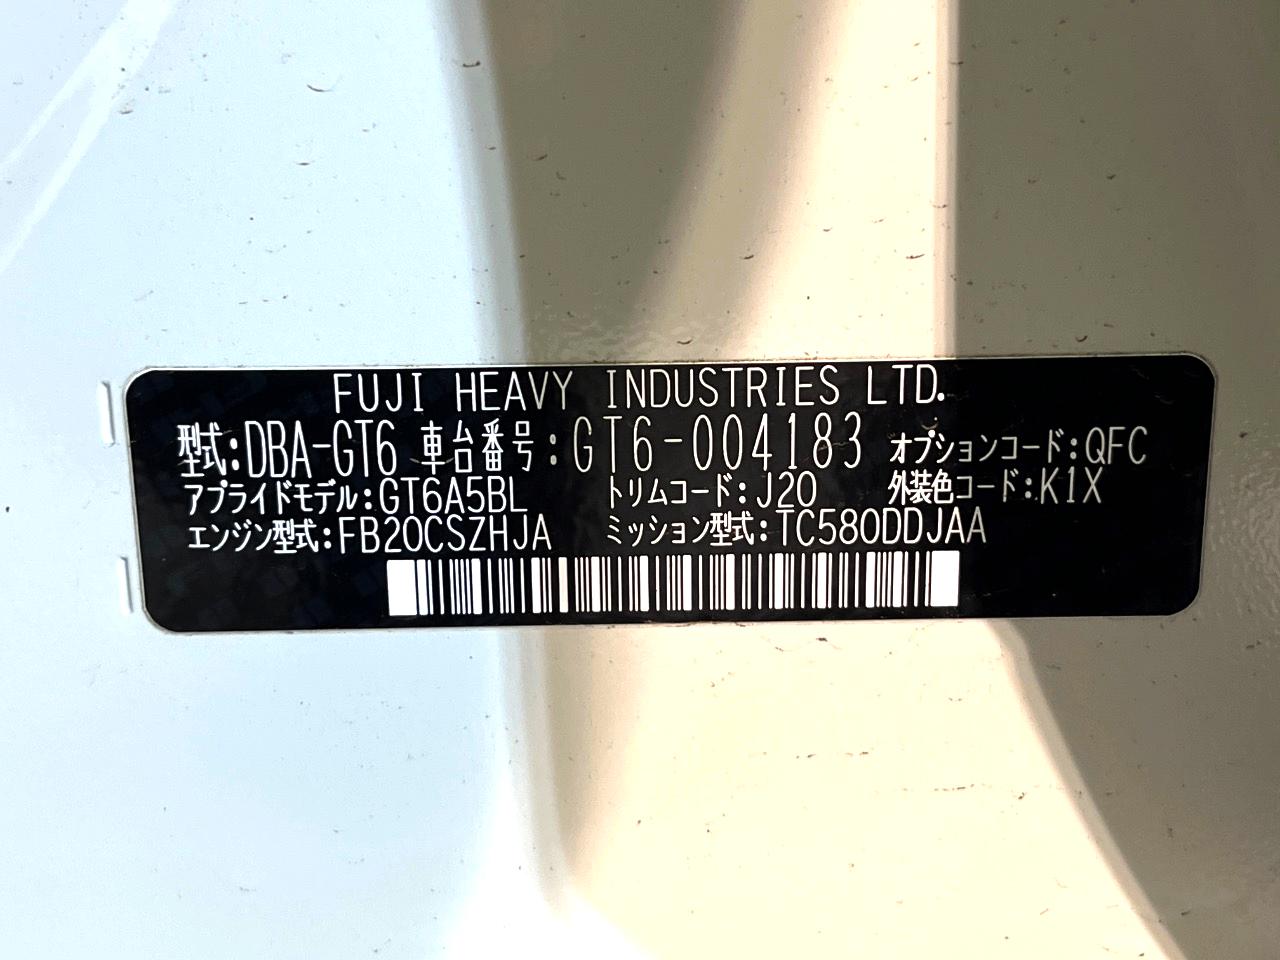 FUJI HEAVY INDUSTRIES LTD.
型式:DBA-GT6 車台番号:GT6-004183 オプションコード:QFC
アプライドモデル:GT6A5BL トリムコード:J20 外装色コード:K1X
エンジン型式:FB20CSZHJA ミッション型式:TC580DDJAA